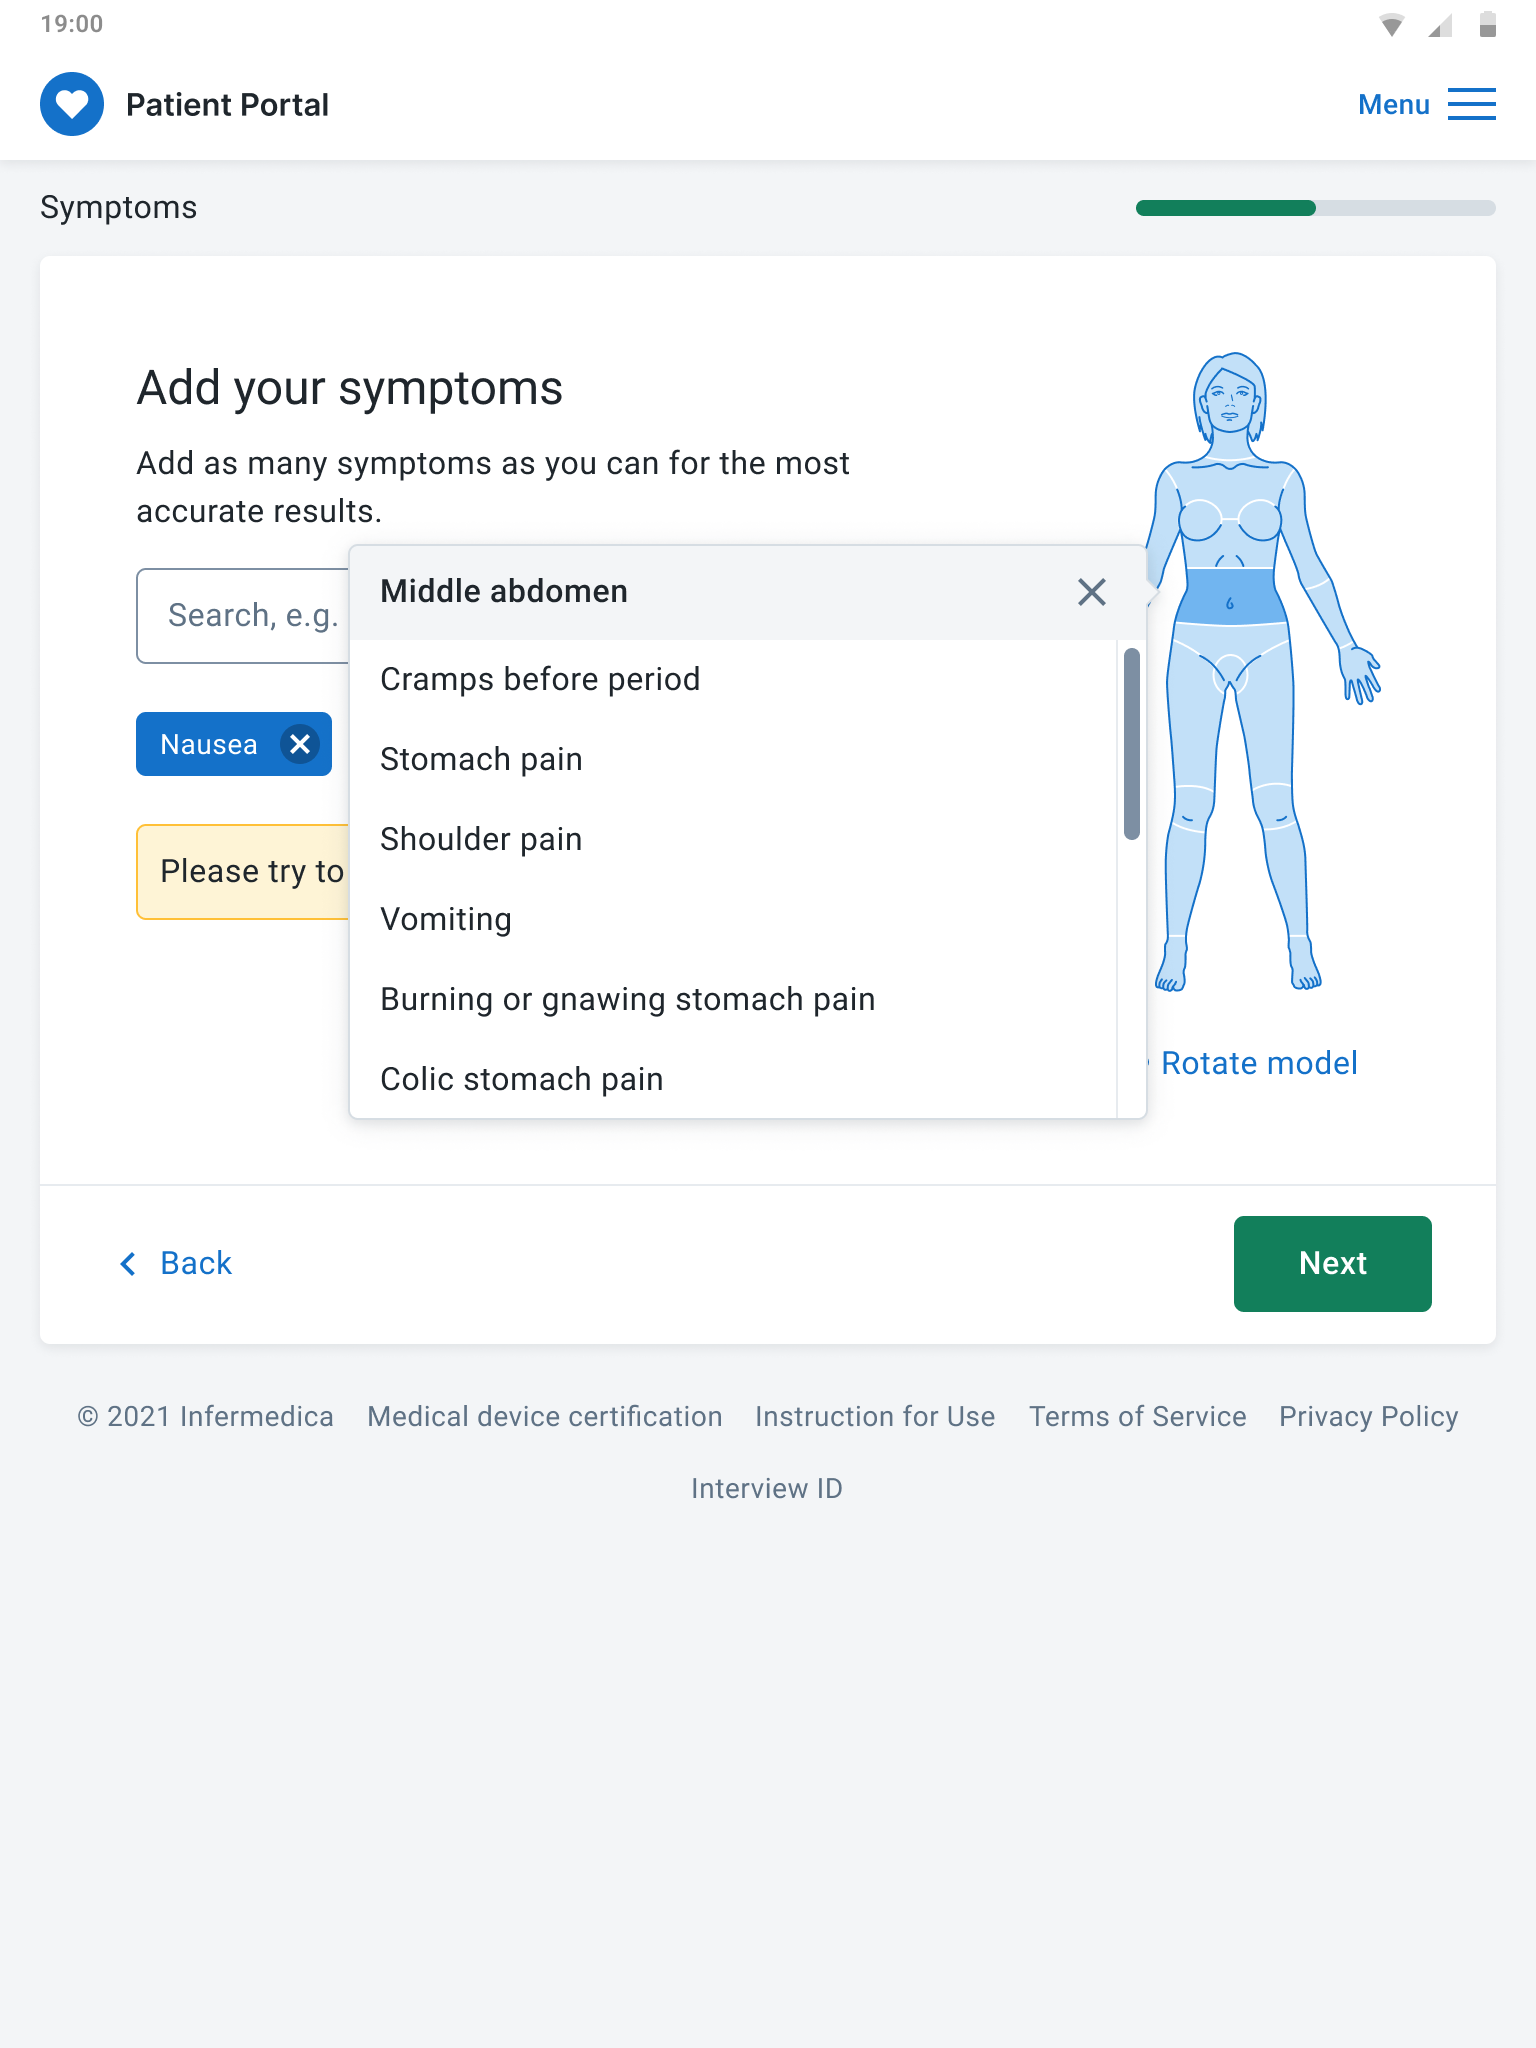 19:00
Patient Portal
Menu
Symptoms
Add your symptoms
Add as many symptoms as you can for the most
accurate results.
Search, e.g.
Middle abdomen
Cramps before period
Stomach pain
Nausea
Shoulder pain
Please try to
Vomiting
Burning or gnawing stomach pain
Colic stomach pain
Rotate model
Back
Next
© 2021 Infermedica Medical device certification Instruction for Use Terms of Service Privacy Policy
Interview ID